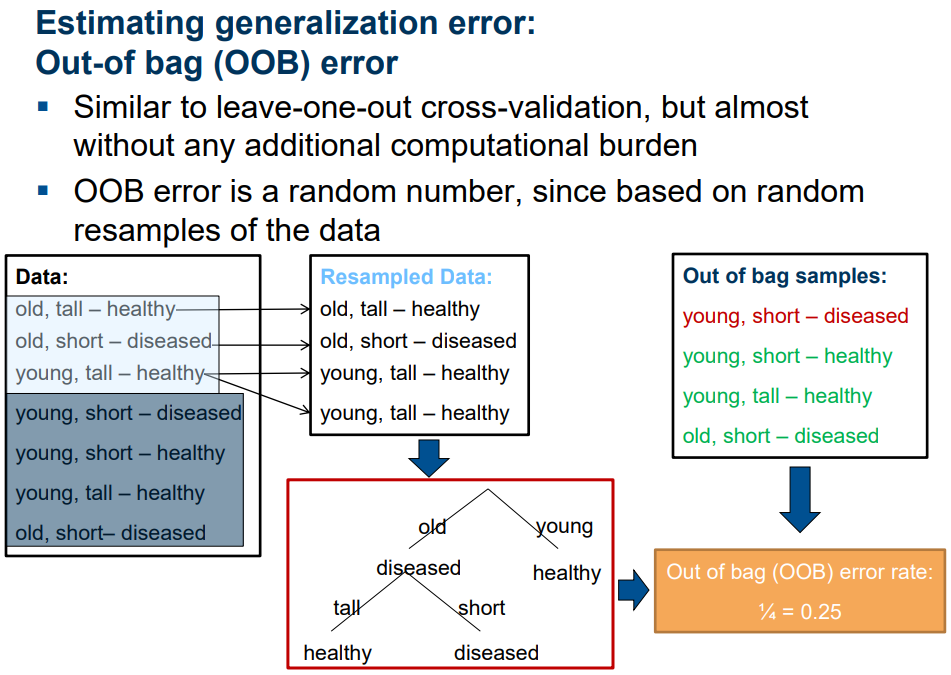 Estimating generalization error:
Out-of bag (OOB) error
▪ Similar to leave-one-out cross-validation, but almost
without any additional computational burden
▪ OOB error is a random number, since based on random
resamples of the data
Data:
old, tall – healthy
old, short – diseased
young, tall – healthy
young, short – diseased
young, short – healthy
young, tall – healthy
old, short– diseased
Resampled Data:
old, tall – healthy
old, short – diseased
young, tall – healthy
young, tall – healthy
Out of bag samples:
young, short – diseased
young, short – healthy
young, tall – healthy
old, short – diseased
old
young
diseased
healthy
tall
short
healthy
diseased
Out of bag (OOB) error rate:
¼ = 0.25